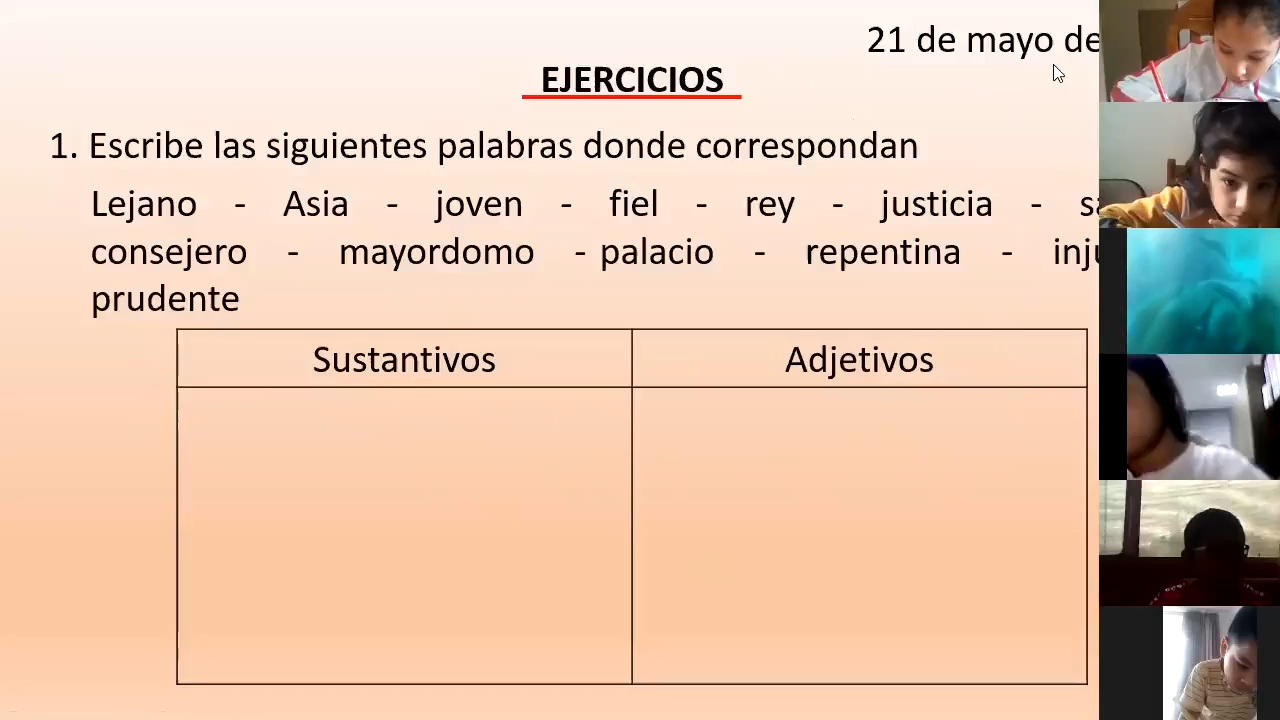 21 de mayo de
EJERCICIOS
1. Escribe las siguientes palabras donde correspondan
Lejano - Asia - joven - fiel - rey - justicia -
consejero - mayordomo - palacio - repentina -
prudente
Sustantivos Adjetivos